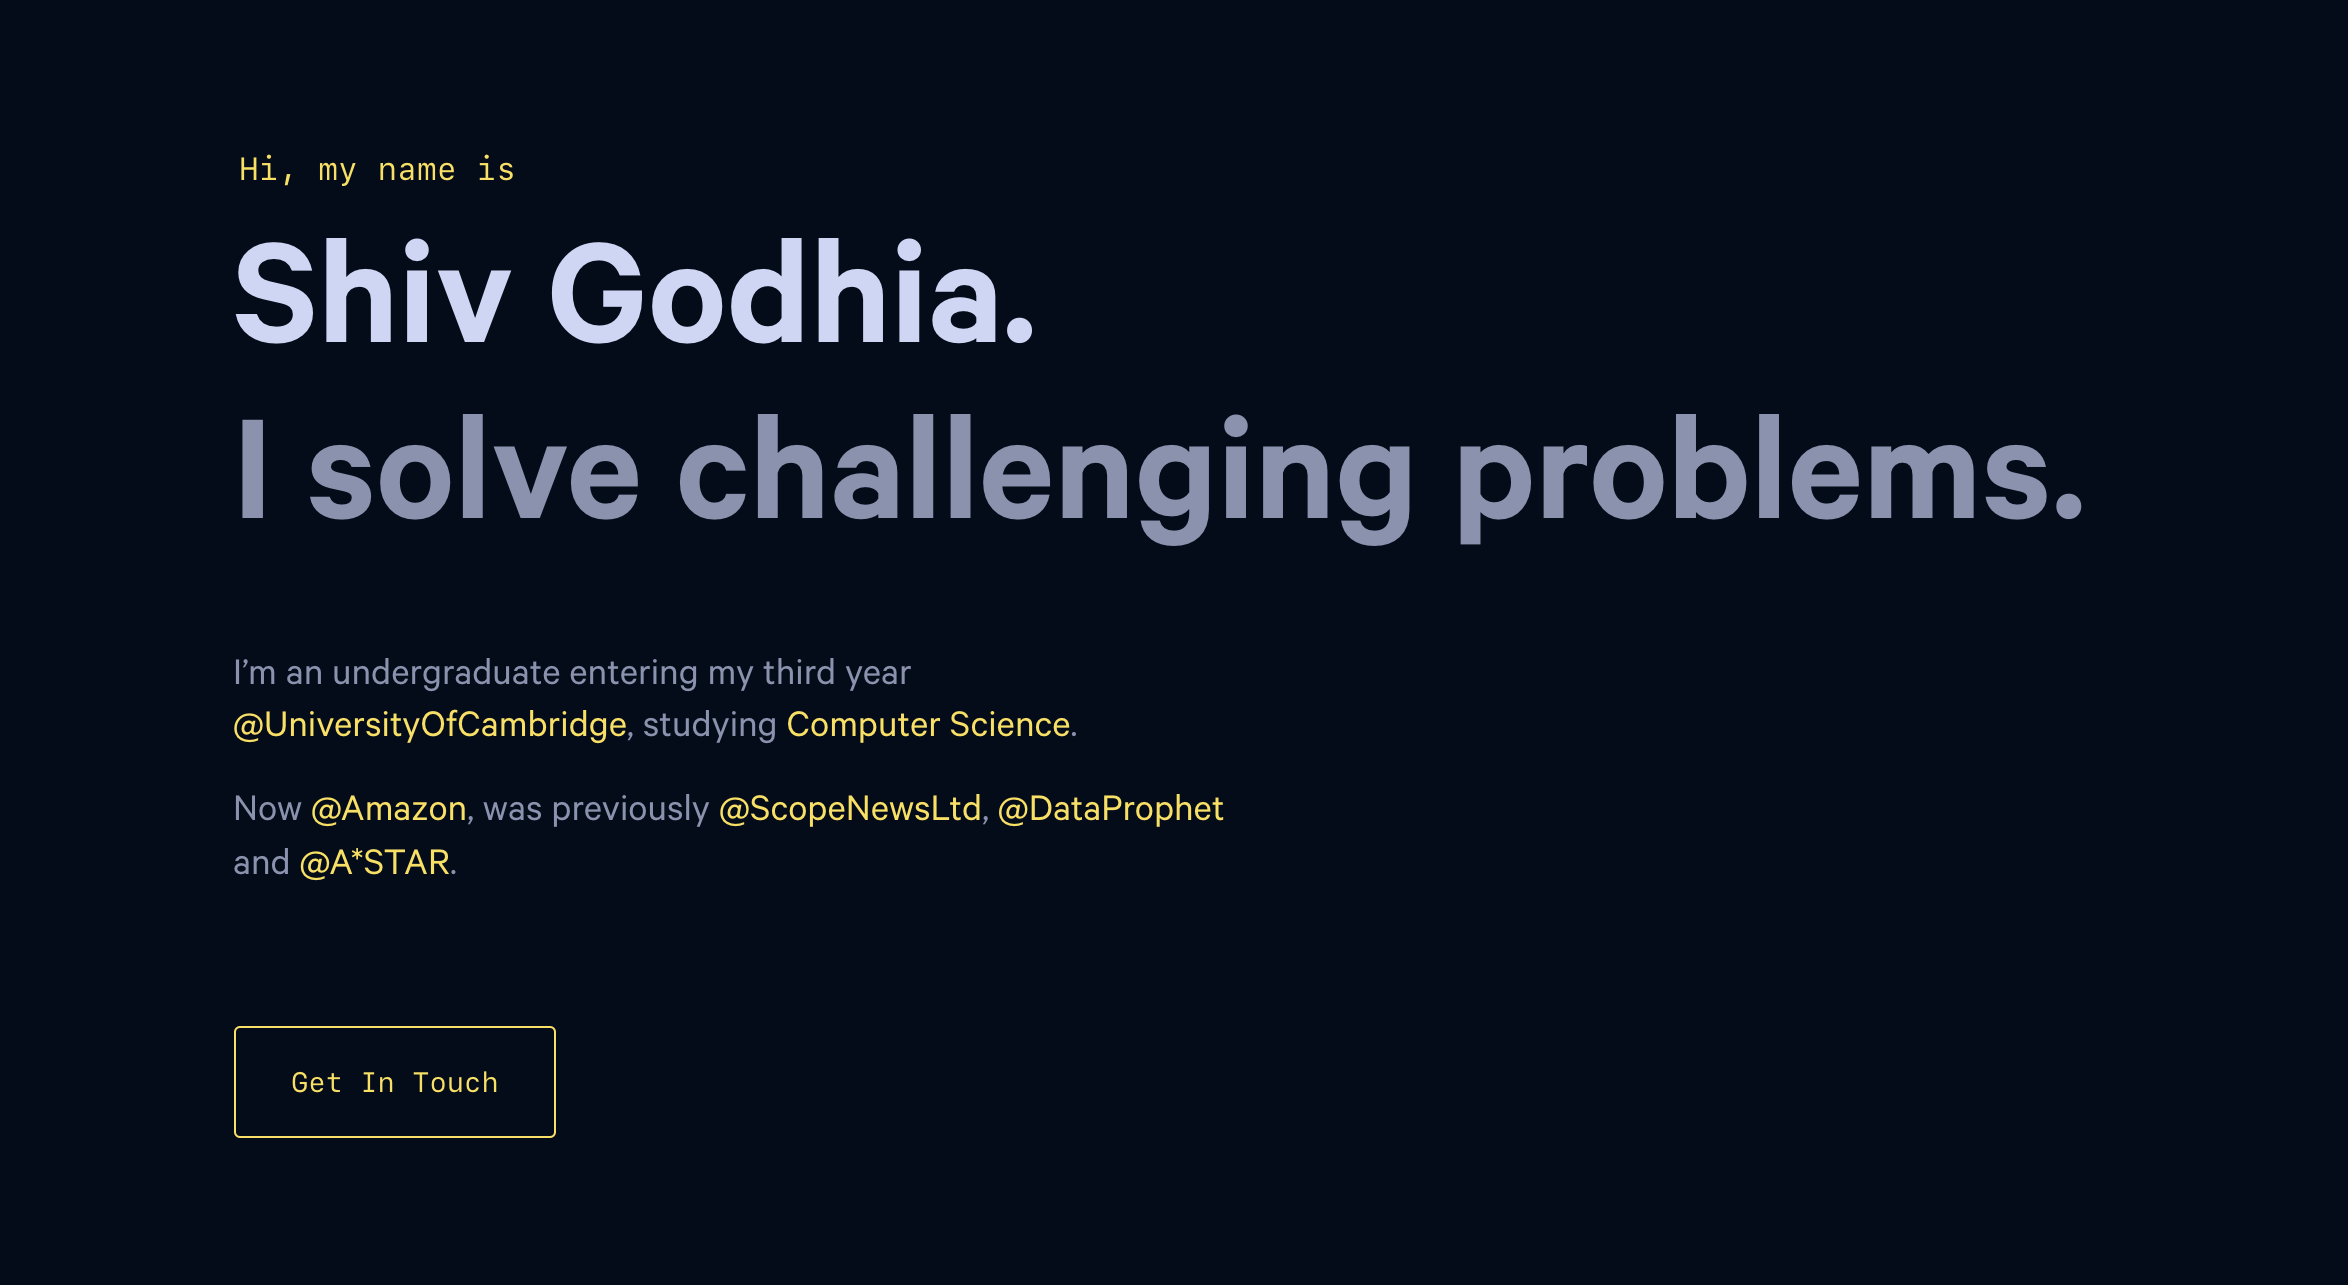 Hi, my name is
Shiv Godhia.
I solve challenging problems.
I’m an undergraduate entering my third year
@UniversityOfCambridge, studying Computer Science.
Now @Amazon, was previously @ScopeNewsLtd, @DataProphet
and @A*STAR.
Get In Touch